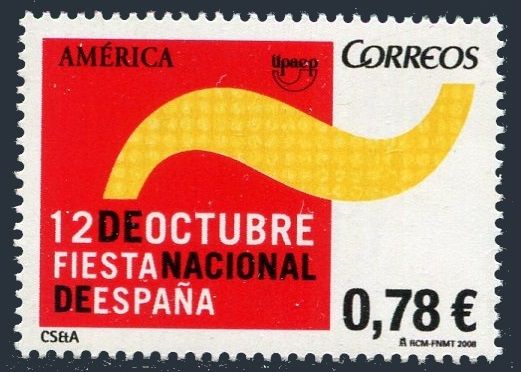 AMÉRICA
upaep
CORREOS
12 DE OCTUBRE
FIESTA NACIONAL
DE ESPAÑA
0,78 €
CS&A
RCM-FNMT 2008